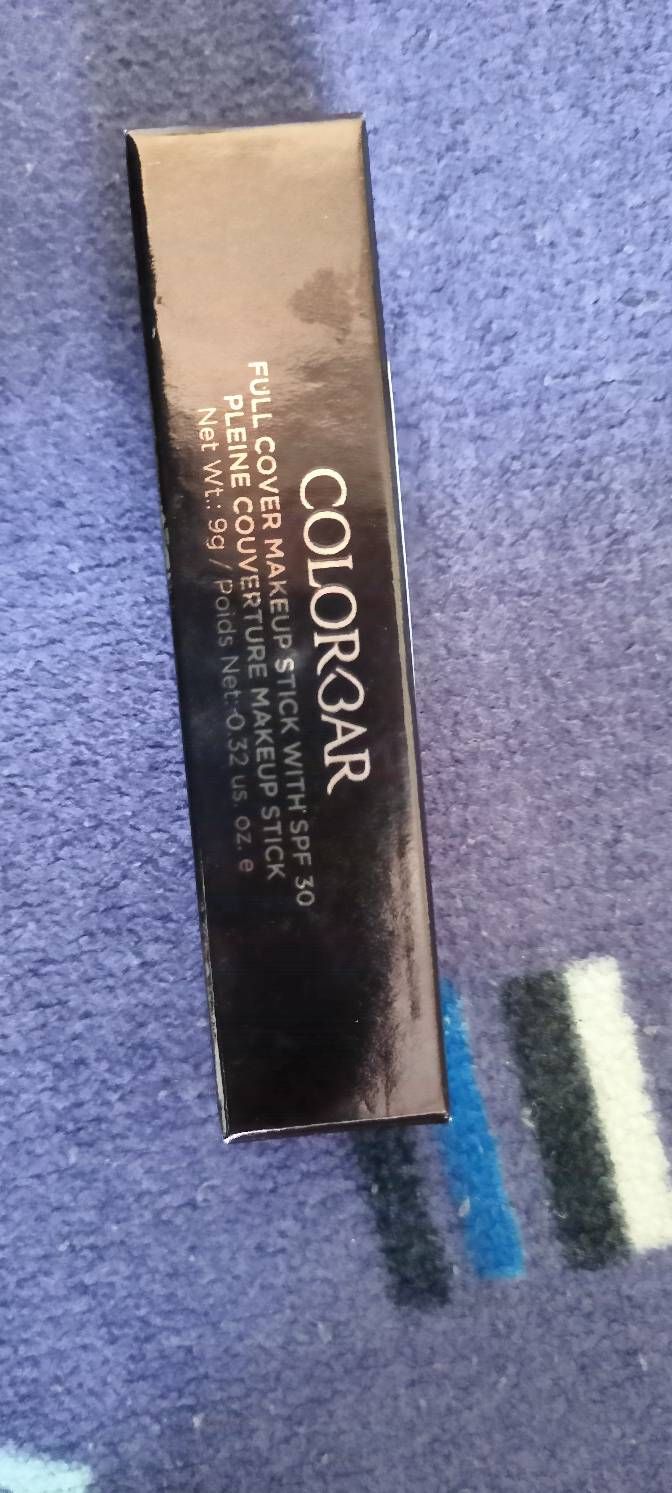 COLORBAR
FULL COVER MAKEUP STICK WITH SPF 30
PLEINE COUVERTURE MAKEUP STICK
Net Wt.: 9g / Poids Net: 0.32 us. oz. e